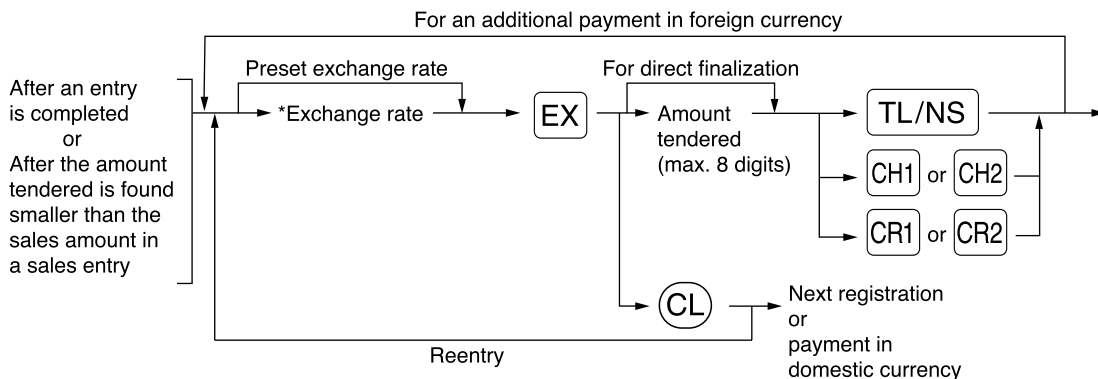 For an additional payment in foreign currency
Preset exchange rate
For direct finalization
After an entry
is completed
or
After the amount
tendered is found
smaller than the
sales amount in
a sales entry
*Exchange rate
EX
Amount
tendered
(max. 8 digits)
TL/NS
CH1 or CH2
CR1 or CR2
CL
Next registration
or
payment in
domestic currency
Reentry